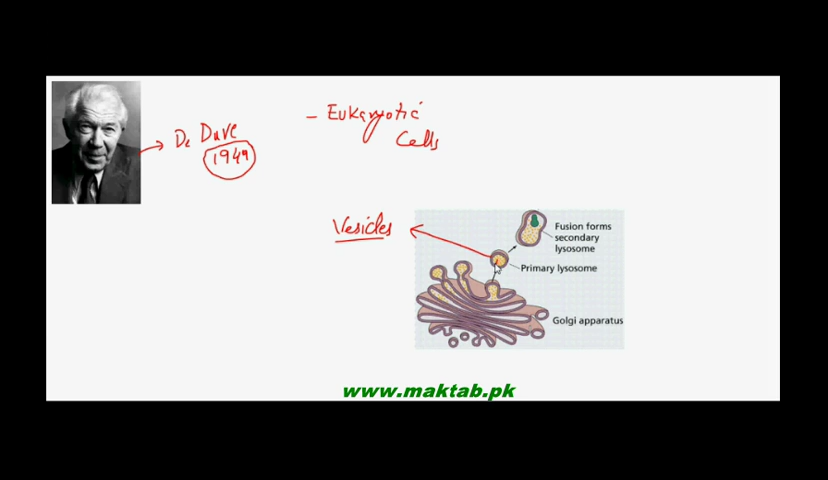 De Duve
1949
- Eukaryotic
Cells
Vesicles
Fusion forms
secondary
lysosome
Primary lysosome
Golgi apparatus
www.maktab.pk